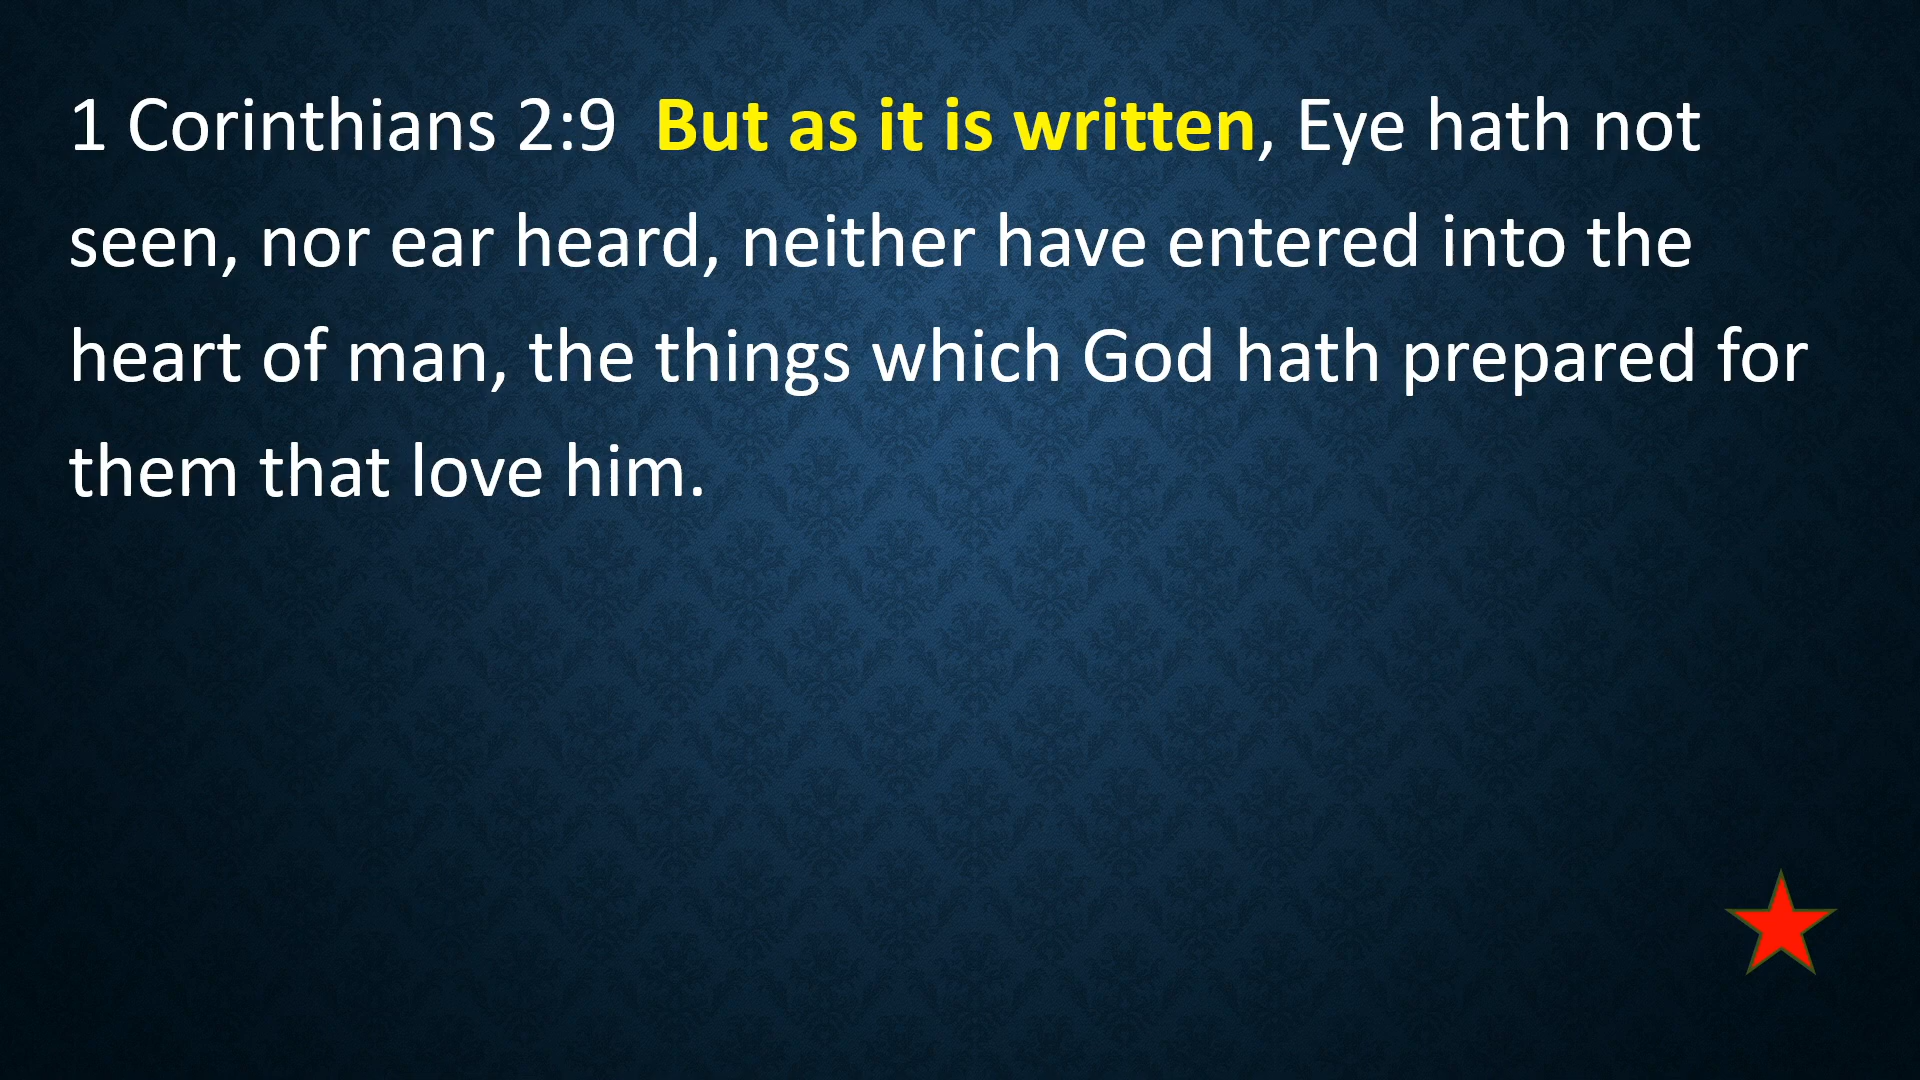 1 Corinthians 2:9  But as it is written, Eye hath not
seen, nor ear heard, neither have entered into the
heart of man, the things which God hath prepared for
them that love him.